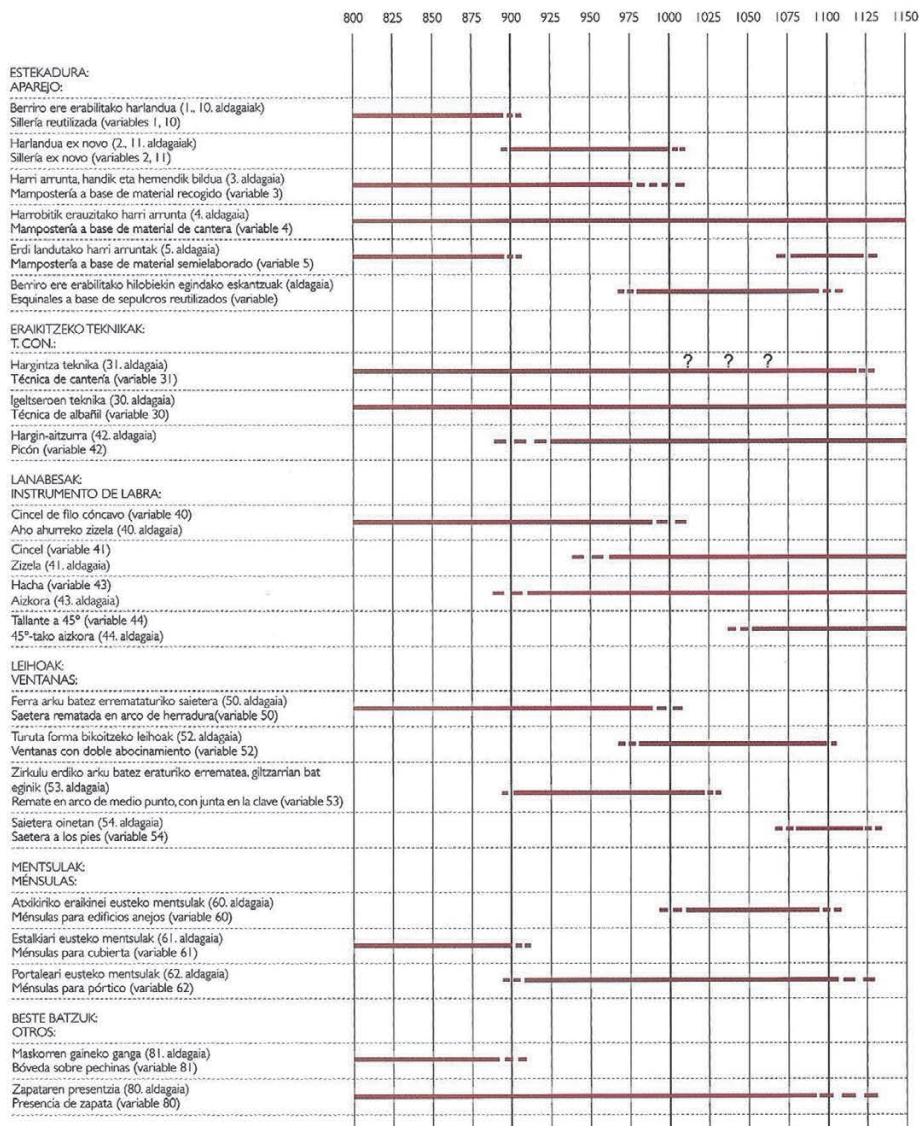 800 825 850 900 925 950 975 1000 1025 1050 1075 1100 1125 1150
ESTEKADURA:
APAREJO:
Berriro ere erabilitako harlandua (1., 10. aldagaiak)
Sillería reutilizada (variables 1, 10)
Harlandua ex novo (2., 11. aldagaiak)
Sillería ex novo (variables 2, 11)
Harri arrunta, handik eta hemendik bildua (3. aldagaia)
Mampostería a base de material recogido (variable 3)
Harrobitik erauzitako harri arrunta (4. aldagaia)
Mampostería a base de material de cantera (variable 4)
Erdi landutako harri arruntak (5. aldagaia)
Mampostería a base de material semielaborado (variable 5)
Berriro ere erabilitako hilobiekin egindako eskantzuak (aldagaia)
Esquinales a base de sepulcros reutilizados (variable)
ERAIKITZEKO TEKNIKAK:
T. CON.:
Hargintza teknika (31. aldagaia)
? ? ?
Técnica de cantería (variable 31)
Igeltseroen teknika (30. aldagaia)
Técnica de albañil (variable 30)
Hargin-aitzurra (42. aldagaia)
Picón (variable 42)
LANABESAK:
INSTRUMENTO DE LABRA:
Cincel de filo cóncavo (variable 40)
Aho ahurreko zizela (40. aldagaia)
Cincel (variable 41)
Zizela (41. aldagaia)
Hacha (variable 43)
Aizkora (43. aldagaia)
Tallante a 45º (variable 44)
45º-tako aizkora (44. aldagaia)
LEIHOAK:
VENTANAS:
Ferra arku batez erremataturiko saietera (50. aldagaia)
Saetera rematada en arco de herradura(variable 50)
Turuta forma bikoitzeko leihoak (52. aldagaia)
Ventanas con doble abocinamiento (variable 52)
Zirkulu erdiko arku batez eraturiko errematea, giltzarrian bat
eginik (53. aldagaia)
Remate en arco de medio punto, con junta en la clave (variable 53)
Saietera oinetan (54. aldagaia)
Saetera a los pies (variable 54)
MENTSULAK:
MÉNSULAS:
Atxikiriko eraikinei eusteko mentsulak (60. aldagaia)
Ménsulas para edificios anejos (variable 60)
Estalkiari eusteko mentsulak (61. aldagaia)
Ménsulas para cubierta (variable 61)
Portaleari eusteko mentsulak (62. aldagaia)
Ménsulas para pórtico (variable 62)
BESTE BATZUK:
OTROS:
Maskorren gaineko ganga (81. aldagaia)
Bóveda sobre pechinas (variable 81)
Zapataren presentzia (80. aldagaia)
Presencia de zapata (variable 80)